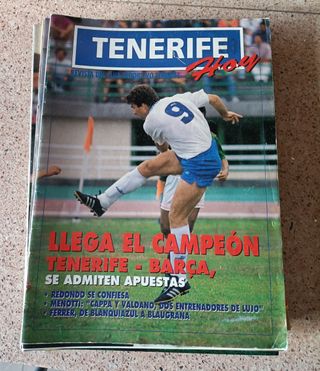 TENERIFE
Hoy
9
LLEGA EL CAMPEÓN
TENERIFE - BARÇA,
SE ADMITEN APUESTAS
• REDONDO SE CONFIESA
• MENOTTI: "CAPPA Y VALDANO, DOS ENTRENADORES DE LUJO"
• FERRER, DE BLANQUIAZUL A BLAUGRANA